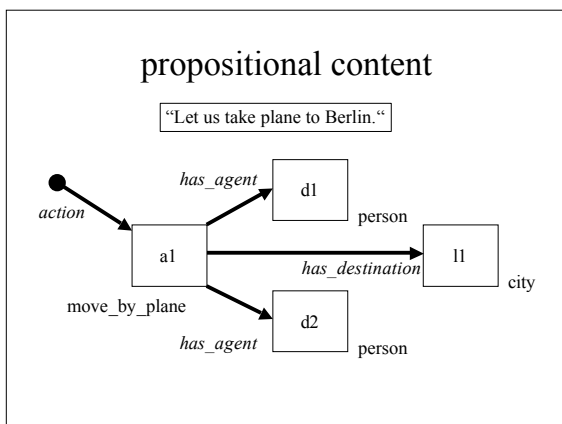 propositional content
“Let us take plane to Berlin.“
has_agent
d1
person
action
a1
move_by_plane
has_destination
l1
city
d2
has_agent
person